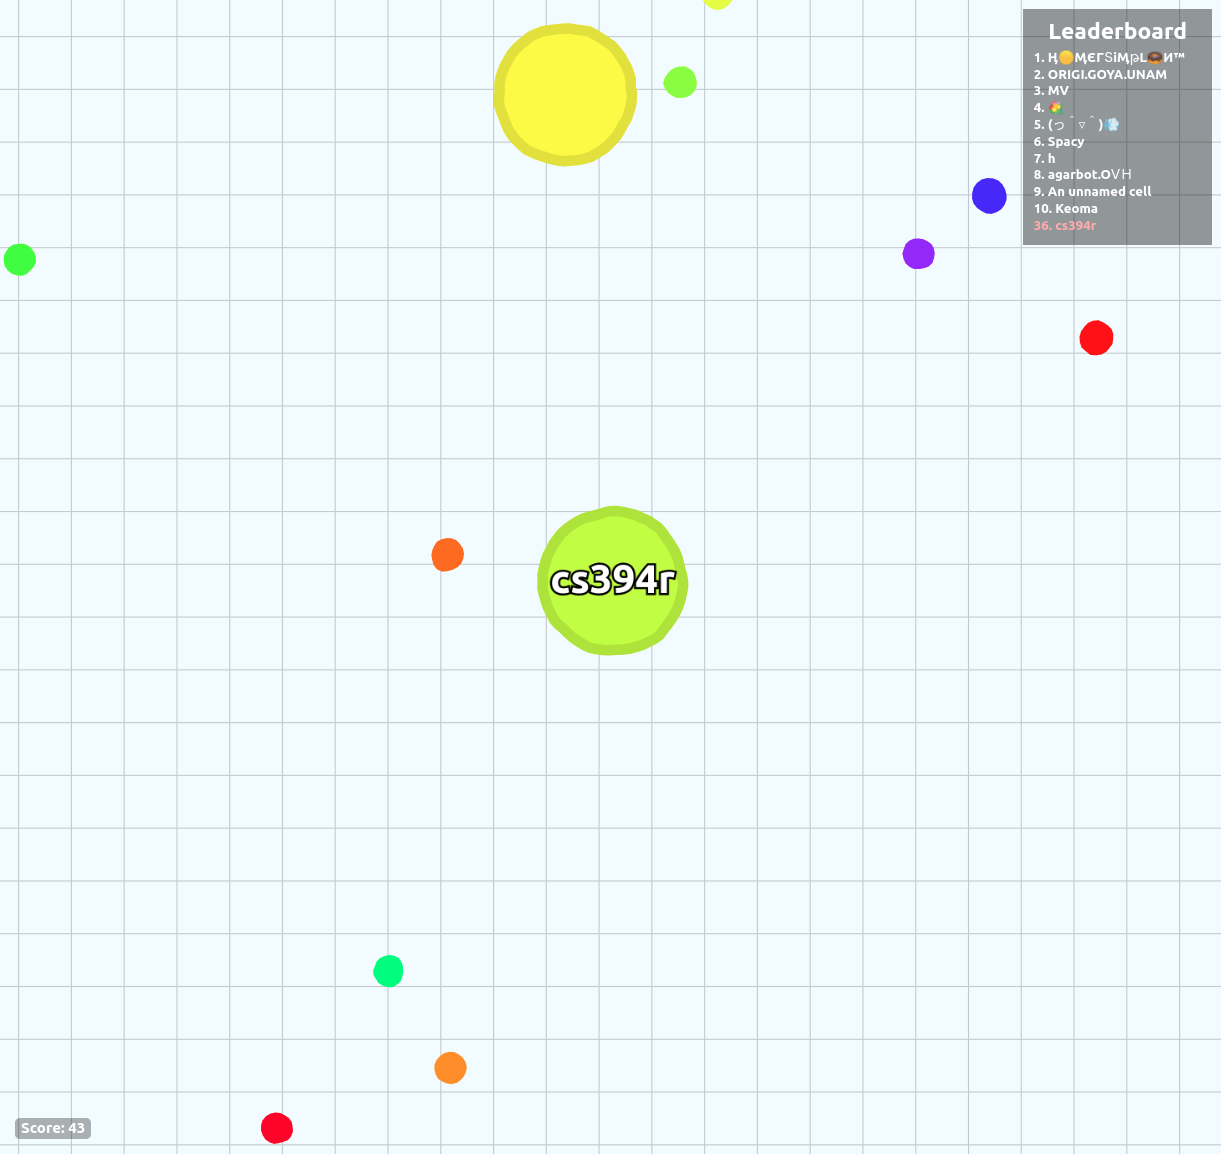 Leaderboard
1. Ң🟡ӍЄΓSiӍքL🍩И™
2. ORIGI.GOYA.UNAM
3. MV
4.
5. (っ＾▿＾)💨
6. Spacy
7. h
8. agarbot.OVH
9. An unnamed cell
10. Keoma
36. cs394r
cs394r
Score: 43